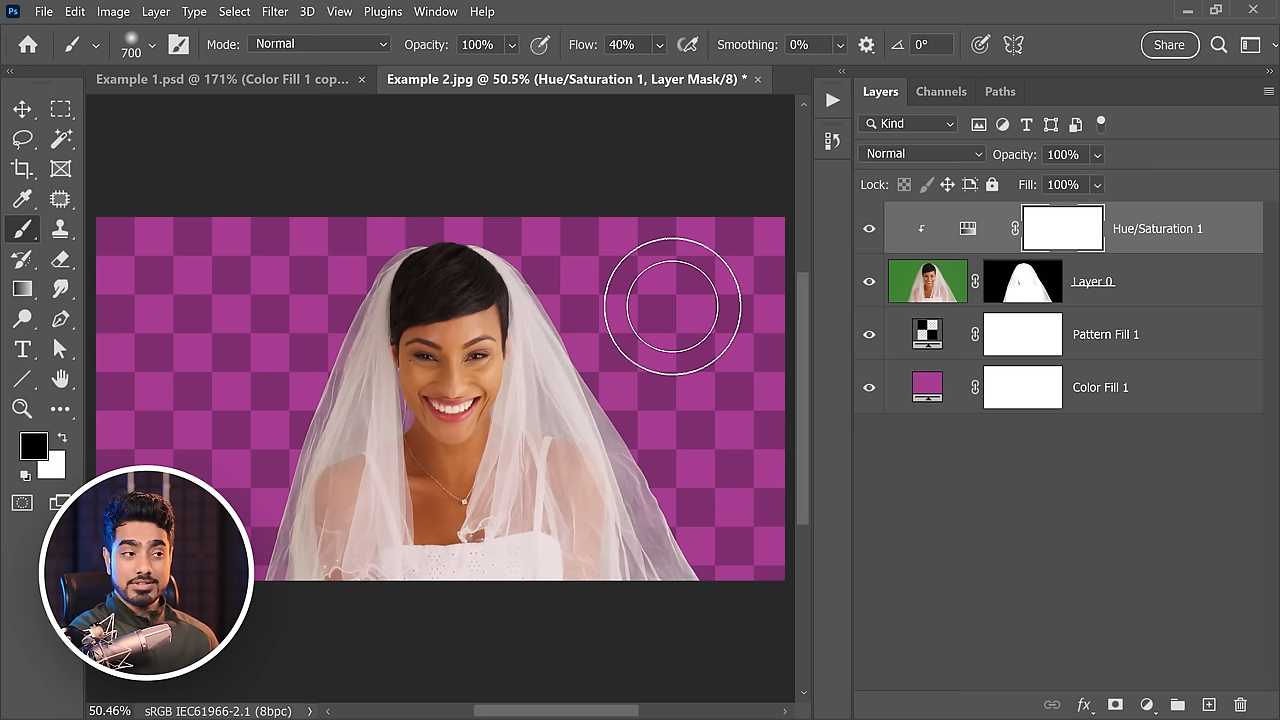 Ps File Edit Image Layer Type Select Filter 3D View Plugins Window Help
700 Mode: Normal Opacity: 100% Flow: 40% Smoothing: 0% 0° Share
Example 1.psd @ 171% (Color Fill 1 cop... × Example 2.jpg @ 50.5% (Hue/Saturation 1, Layer Mask/8) * ×
Layers Channels Paths
Kind
Normal Opacity: 100%
Lock: Fill: 100%
Hue/Saturation 1
Layer 0
Pattern Fill 1
Color Fill 1
50.46% sRGB IEC61966-2.1 (8bpc)